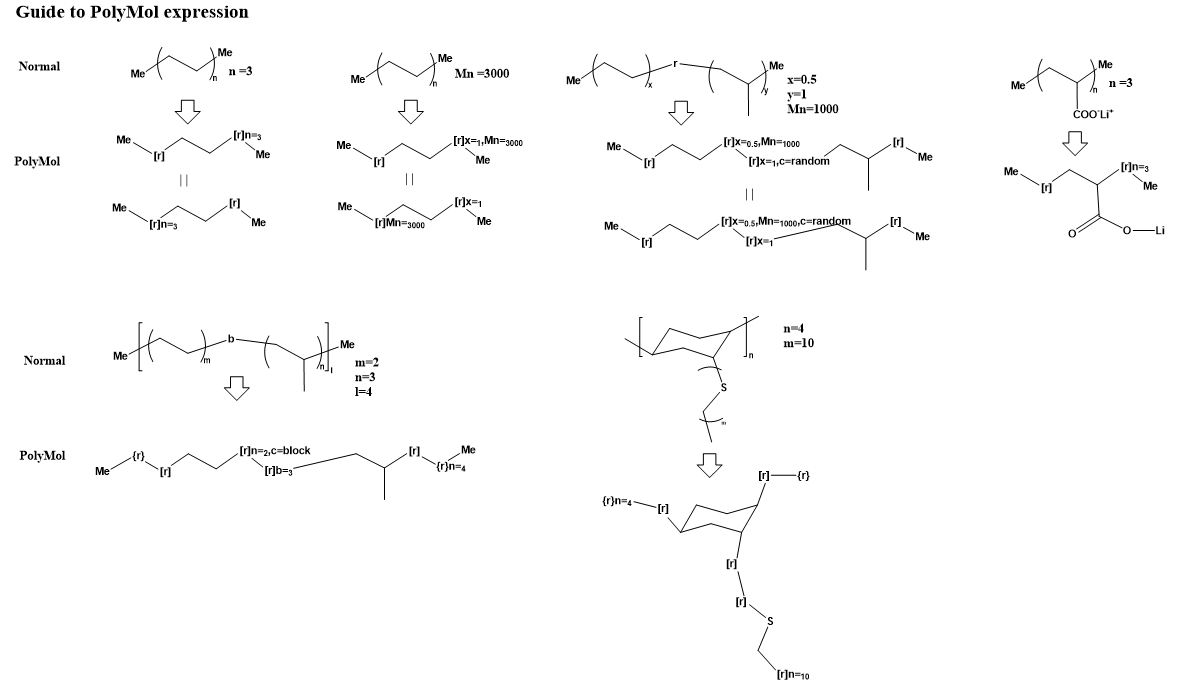 Guide to PolyMol expression
Normal
Me ( ) n Me n =3
Me ( ) n Me Mn =3000
Me ( ) x r ( ) y Me x=0.5
y=1
Mn=1000
Me ( ) n Me n =3
COO-Li+
PolyMol
Me [r] [r]n=3 Me
Me [r] [r]x=1,Mn=3000 Me
Me [r] [r]x=0.5,Mn=1000 [r]x=1,c=random [r] Me
Me [r] [r]n=3 Me
O O Li
Me [r]n=3 [r] Me
Me [r]Mn=3000 [r]x=1 Me
Me [r] [r]x=0.5,Mn=1000,c=random [r]x=1 [r] Me
Normal
Me [ ( ) m b ( ) n ] l Me
m=2
n=3
l=4
[ ] n
n=4
m=10
S
m
PolyMol
Me {r} [r] [r]n=2,c=block [r]b=3 [r] {r}n=4 Me
[r] {r}
{r}n=4 [r]
[r]
[r]
S
[r]n=10